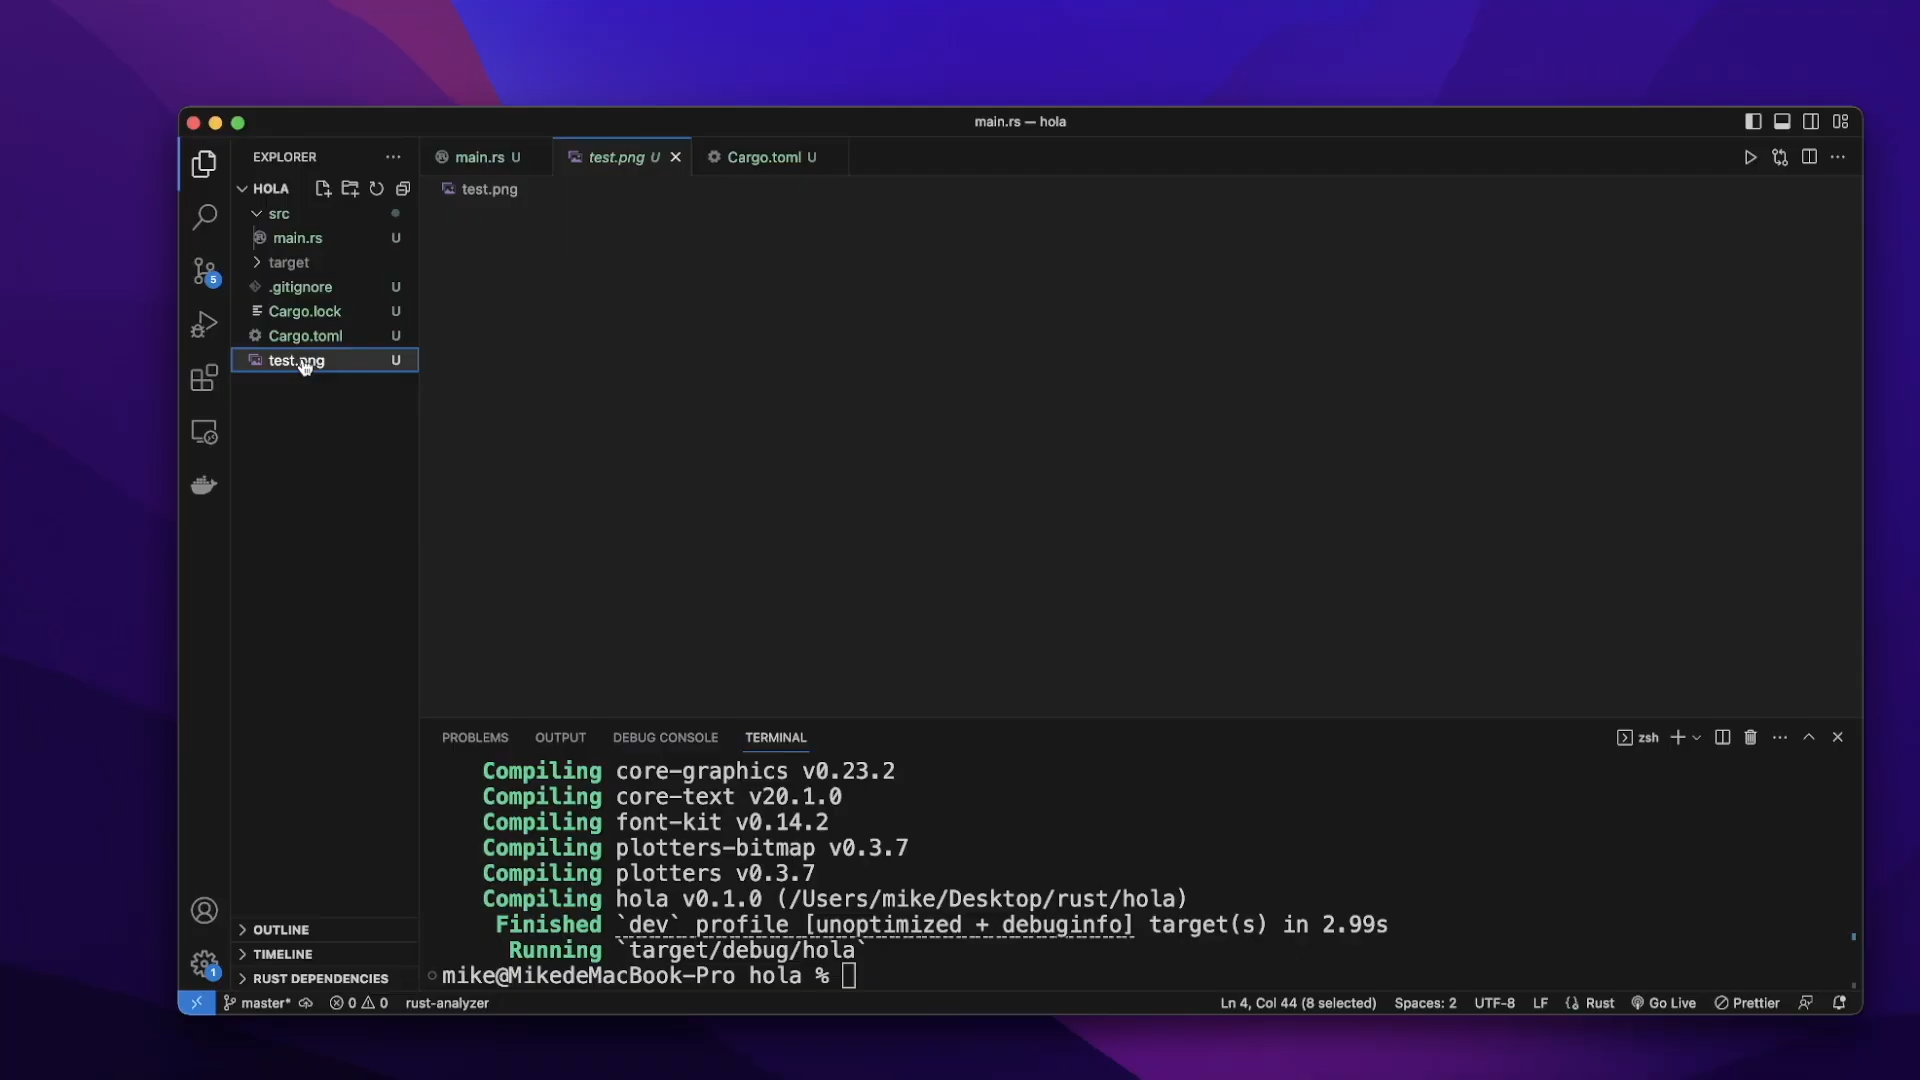 main.rs — hola
EXPLORER
main.rs U
test.png U
Cargo.toml U
HOLA
test.png
src
main.rs U
target
.gitignore U
Cargo.lock U
Cargo.toml U
test.png U
5
PROBLEMS OUTPUT DEBUG CONSOLE TERMINAL
zsh
Compiling core-graphics v0.23.2
Compiling core-text v20.1.0
Compiling font-kit v0.14.2
Compiling plotters-bitmap v0.3.7
Compiling plotters v0.3.7
Compiling hola v0.1.0 (/Users/mike/Desktop/rust/hola)
Finished `dev` profile [unoptimized + debuginfo] target(s) in 2.99s
Running `target/debug/hola`
mike@MikedeMacBook-Pro hola %
OUTLINE
TIMELINE
RUST DEPENDENCIES
1
master* 0 0 rust-analyzer
Ln 4, Col 44 (8 selected) Spaces: 2 UTF-8 LF Rust Go Live Prettier